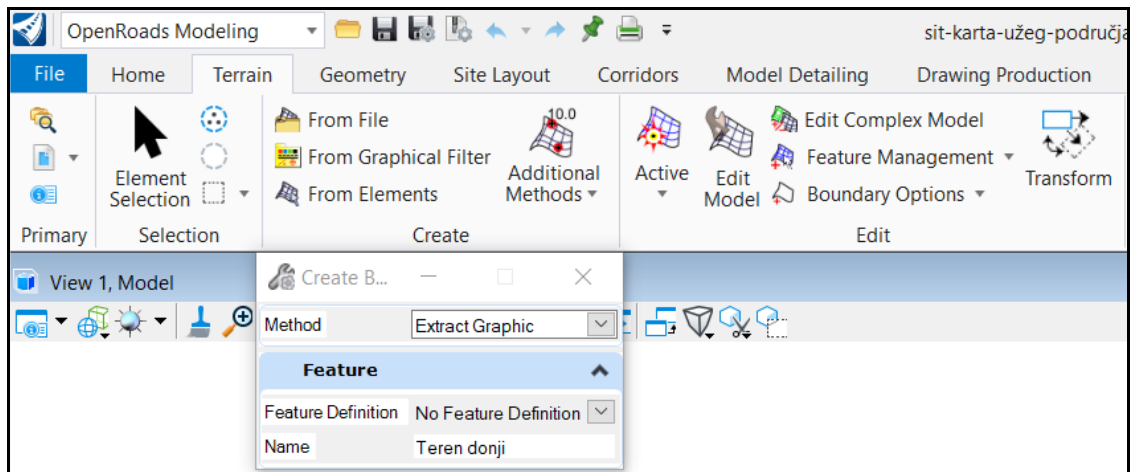 OpenRoads Modeling
sit-karta-užeg-područja
File Home Terrain Geometry Site Layout Corridors Model Detailing Drawing Production
From File
From Graphical Filter
From Elements
Element
Selection
10.0
Additional
Methods
Active
Edit
Model
Edit Complex Model
Feature Management
Boundary Options
Transform
Primary Selection Create Edit
View 1, Model
Create B...
Method Extract Graphic
Feature
Feature Definition No Feature Definition
Name Teren donji